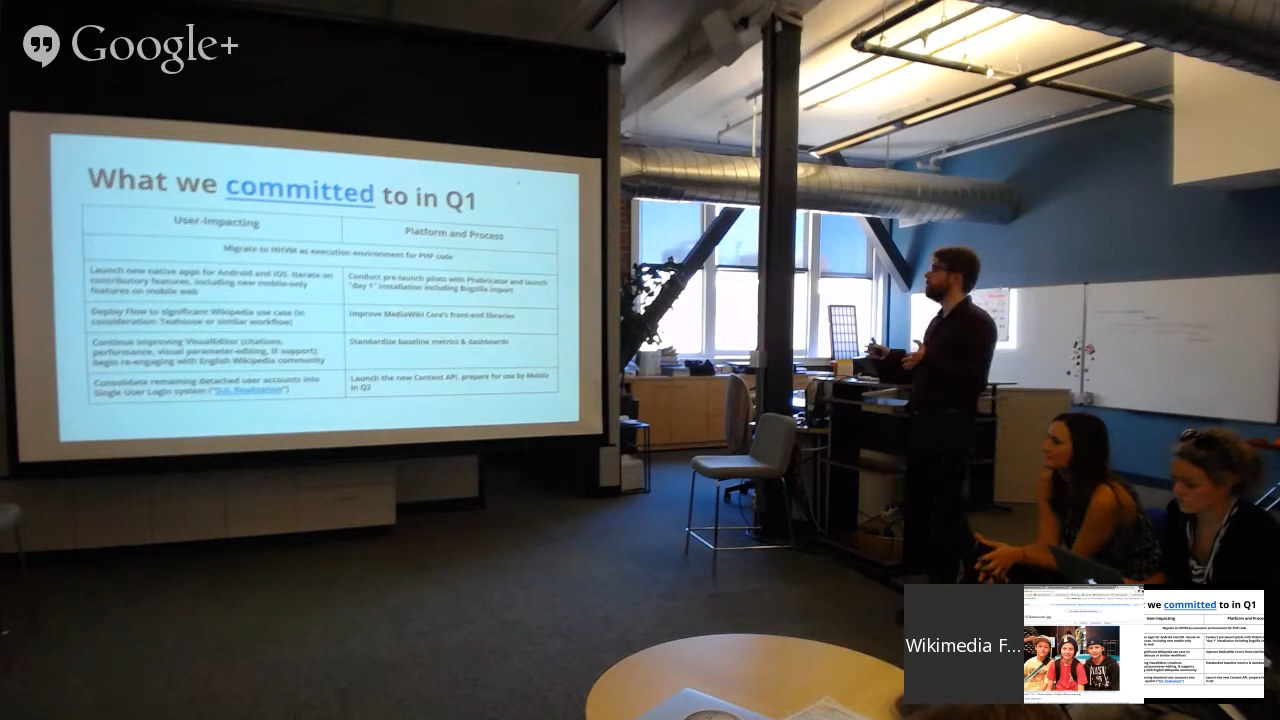 Google+
What we committed to in Q1
User-Impacting
Platform and Process
Migrate to HHVM as execution environment for PHP code
Launch new native apps for Android and iOS. Iterate on
contributory features, including new mobile-only
features on mobile web
Conduct pre-launch pilots with Phabricator and launch
"day 1" installation including Bugzilla import
Deploy Flow to significant Wikipedia use case (in
consideration: Teahouse or similar workflow)
Improve MediaWiki Core's front-end libraries
Continue improving VisualEditor (citations,
performance, visual parameter-editing, IE support);
begin re-engaging with English Wikipedia community
Standardize baseline metrics & dashboards
Consolidate remaining detached user accounts into
Single User Login system ("SUL finalization")
Launch the new Content API, prepare for use by Mobile
in Q2
Wikimedia F...
we committed to in Q1